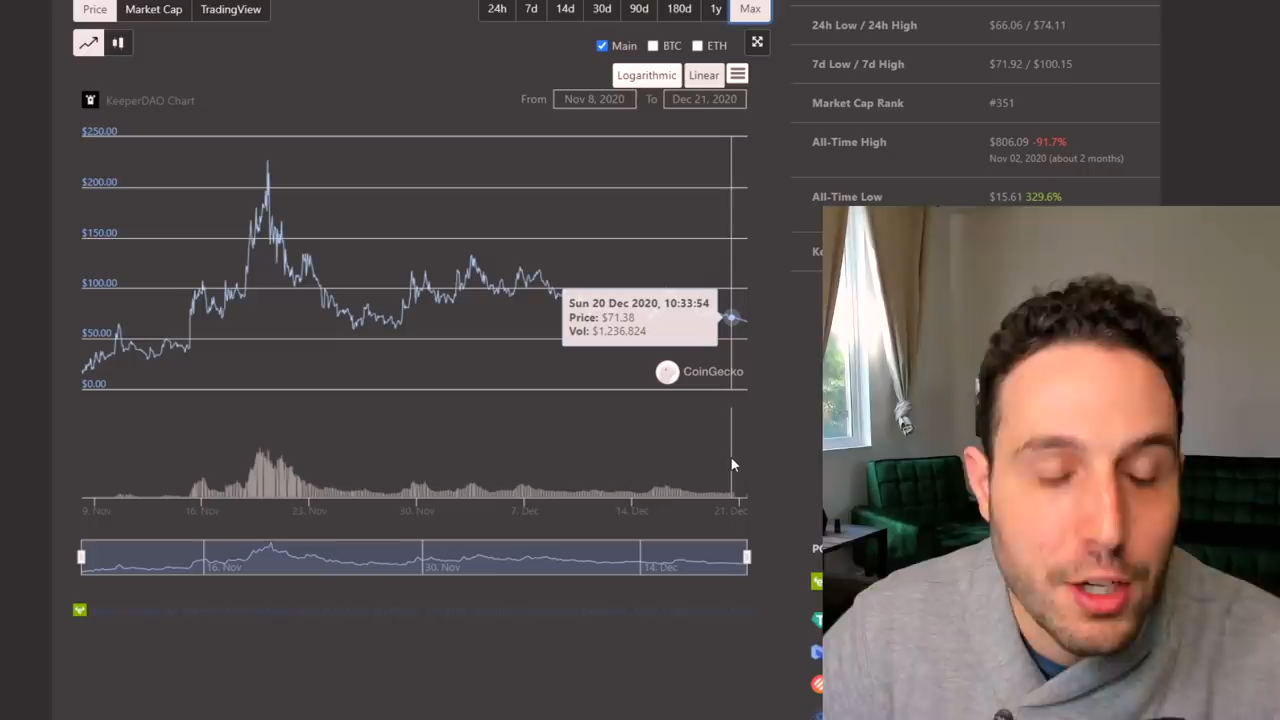 Price Market Cap TradingView 24h 7d 14d 30d 90d 180d 1y Max
Main BTC ETH
Logarithmic Linear
KeeperDAO Chart From Nov 8, 2020 To Dec 21, 2020
$250.00
$200.00
$150.00
$100.00
$50.00
$0.00
Sun 20 Dec 2020, 10:33:54
Price: $71.38
Vol: $1,236,824
CoinGecko
9. Nov 16. Nov 23. Nov 30. Nov 7. Dec 14. Dec 21. Dec
16. Nov 30. Nov 14. Dec
24h Low / 24h High $66.06 / $74.11
7d Low / 7d High $71.92 / $100.15
Market Cap Rank #351
All-Time High $806.09 -91.7%
Nov 02, 2020 (about 2 months)
All-Time Low $15.61 329.6%